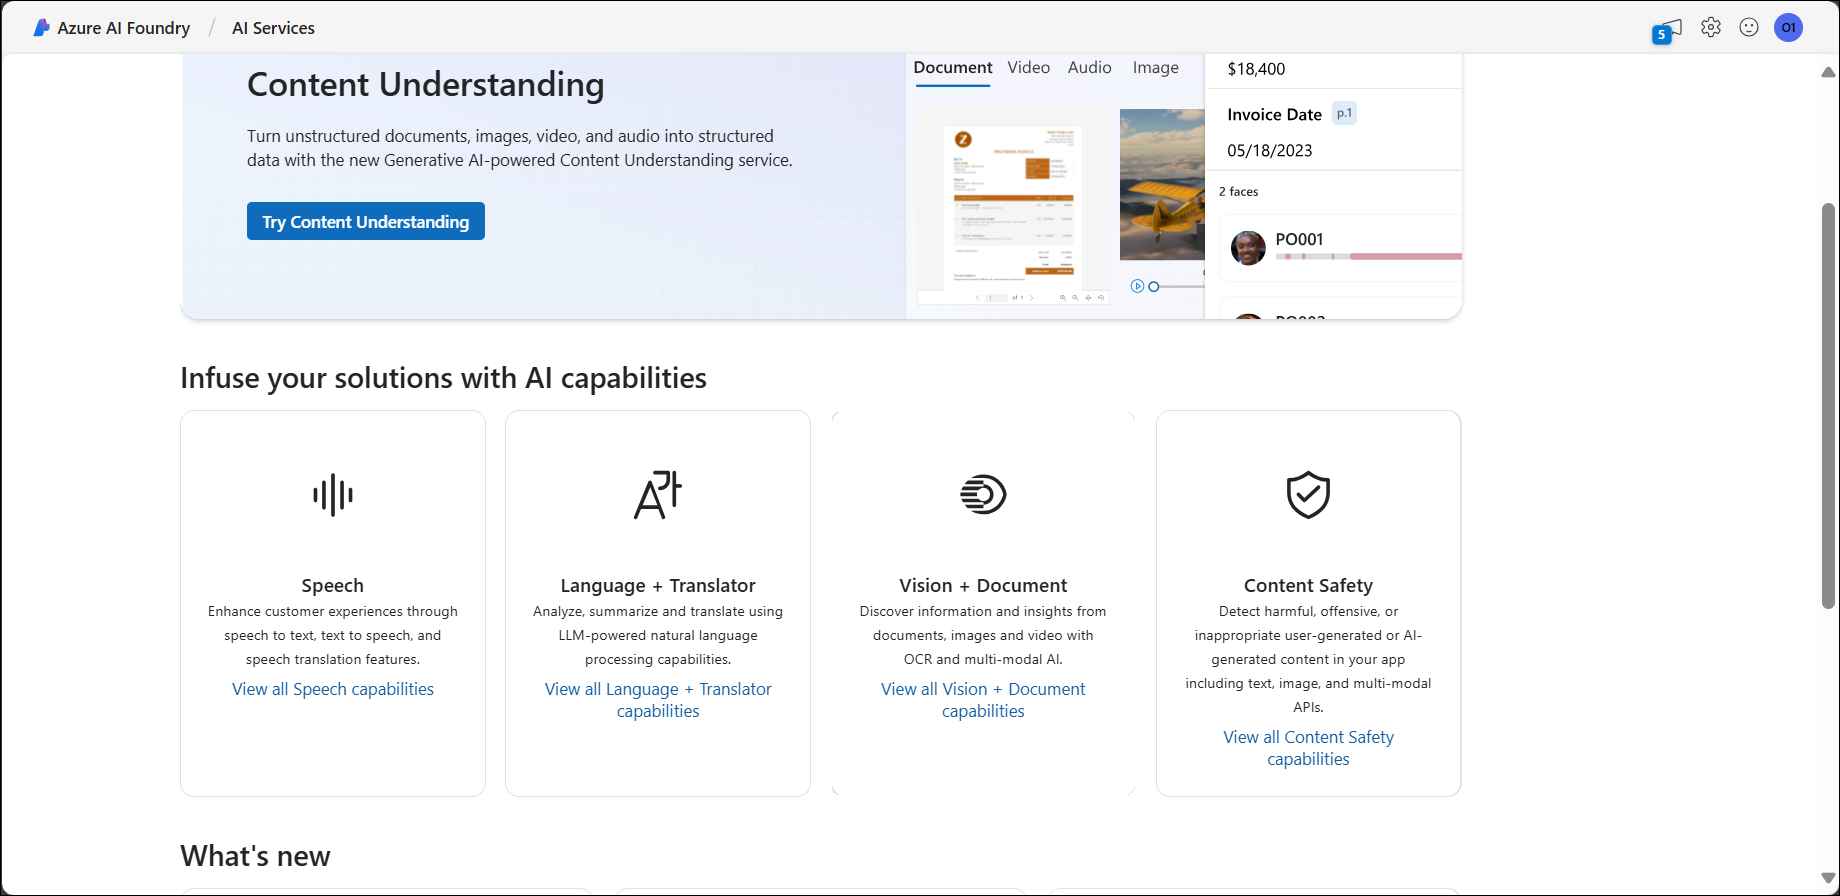 Azure AI Foundry / AI Services
5
O1
Content Understanding
Turn unstructured documents, images, video, and audio into structured
data with the new Generative AI-powered Content Understanding service.
Try Content Understanding
Document Video Audio Image
$18,400
Invoice Date p.1
05/18/2023
2 faces
PO001
1 of 1
Infuse your solutions with AI capabilities
Speech
Enhance customer experiences through
speech to text, text to speech, and
speech translation features.
View all Speech capabilities
Language + Translator
Analyze, summarize and translate using
LLM-powered natural language
processing capabilities.
View all Language + Translator
capabilities
Vision + Document
Discover information and insights from
documents, images and video with
OCR and multi-modal AI.
View all Vision + Document
capabilities
Content Safety
Detect harmful, offensive, or
inappropriate user-generated or AI-
generated content in your app
including text, image, and multi-modal
APIs.
View all Content Safety
capabilities
What's new